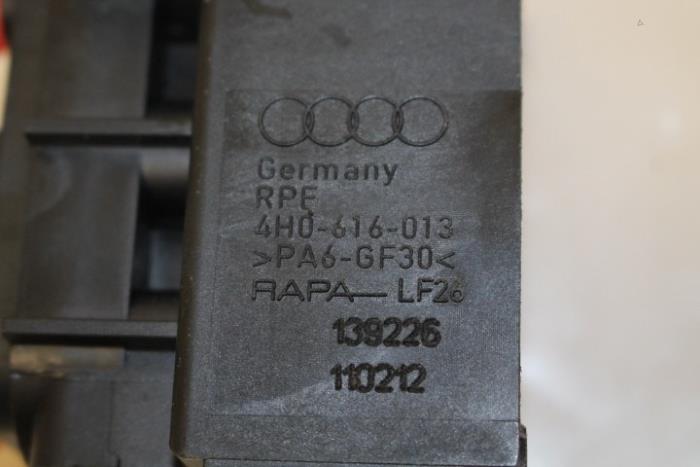 Germany
RPE
4H0-616-013
>PA6-GF30<
RAPA LF26
139226
110212